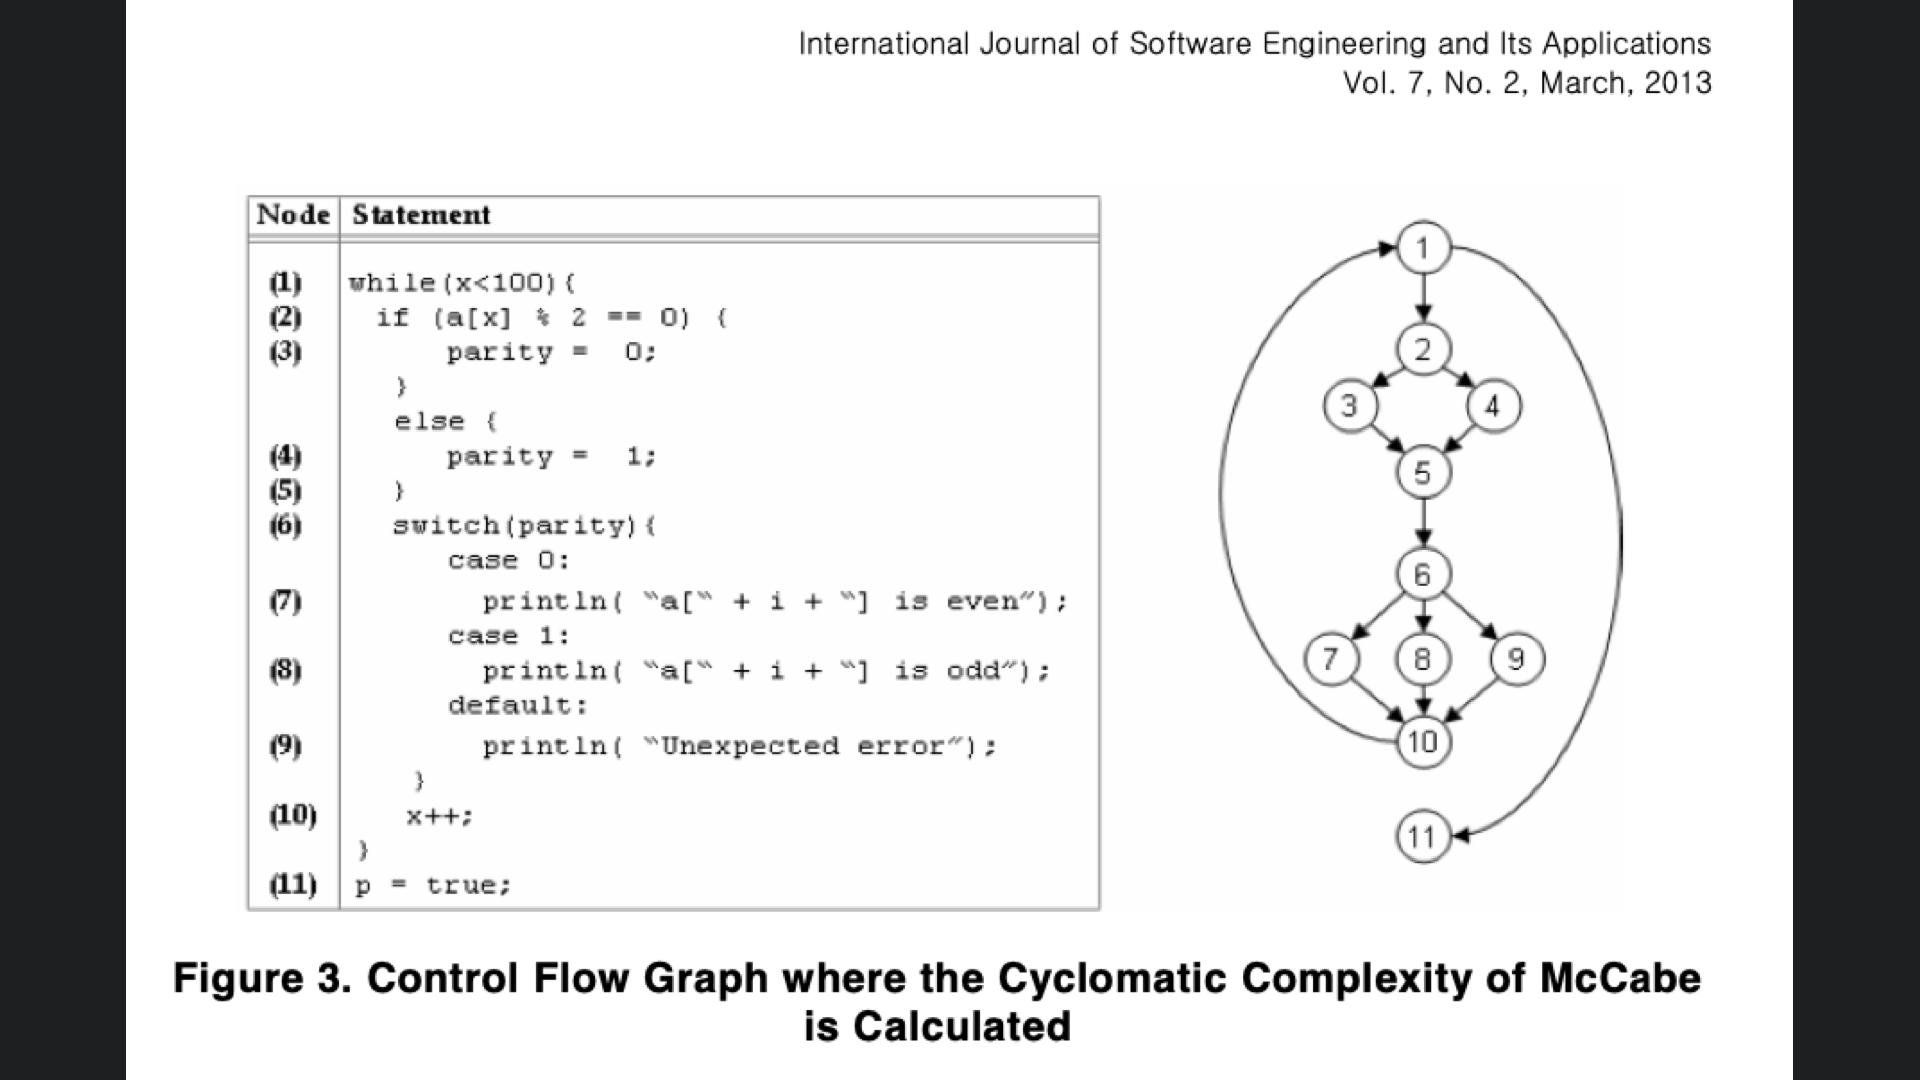 International Journal of Software Engineering and Its Applications
Vol. 7, No. 2, March, 2013
Node Statement
(1) while(x<100){
(2) if (a[x] % 2 == 0) {
(3) parity = 0;
}
else {
(4) parity = 1;
(5) }
(6) switch(parity){
case 0:
(7) println( "a[" + i + "] is even");
case 1:
(8) println( "a[" + i + "] is odd");
default:
(9) println( "Unexpected error");
}
(10) x++;
}
(11) p = true;
1
2
3 4
5
6
7 8 9
10
11
Figure 3. Control Flow Graph where the Cyclomatic Complexity of McCabe
is Calculated